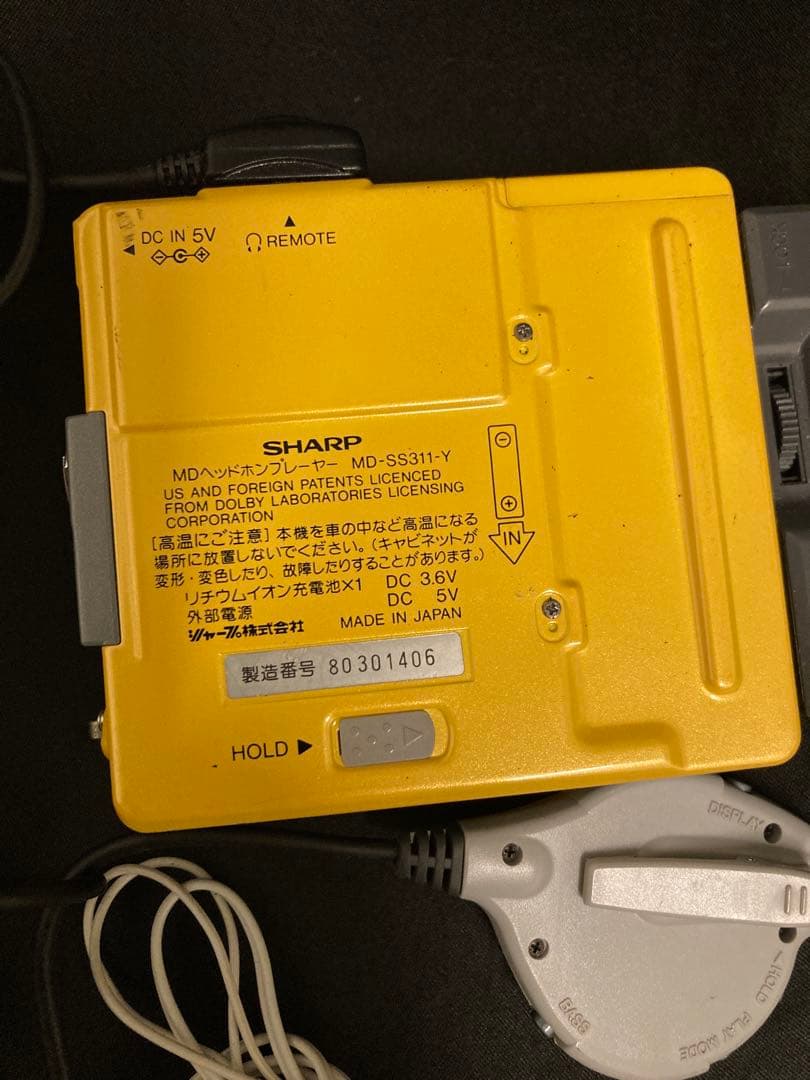 DC IN 5V
REMOTE
SHARP
MDヘッドホンプレーヤー MD-SS311-Y
US AND FOREIGN PATENTS LICENCED
FROM DOLBY LABORATORIES LICENSING
CORPORATION
[高温にご注意] 本機を車の中など高温になる
場所に放置しないでください。(キャビネットが
変形・変色したり、故障したりすることがあります。)
リチウムイオン充電池×1 DC 3.6V
外部電源 DC 5V
シャープ株式会社 MADE IN JAPAN
IN
製造番号 80301406
HOLD
LOCK
DISPLAY
HOLD
PLAY MODE
BASS